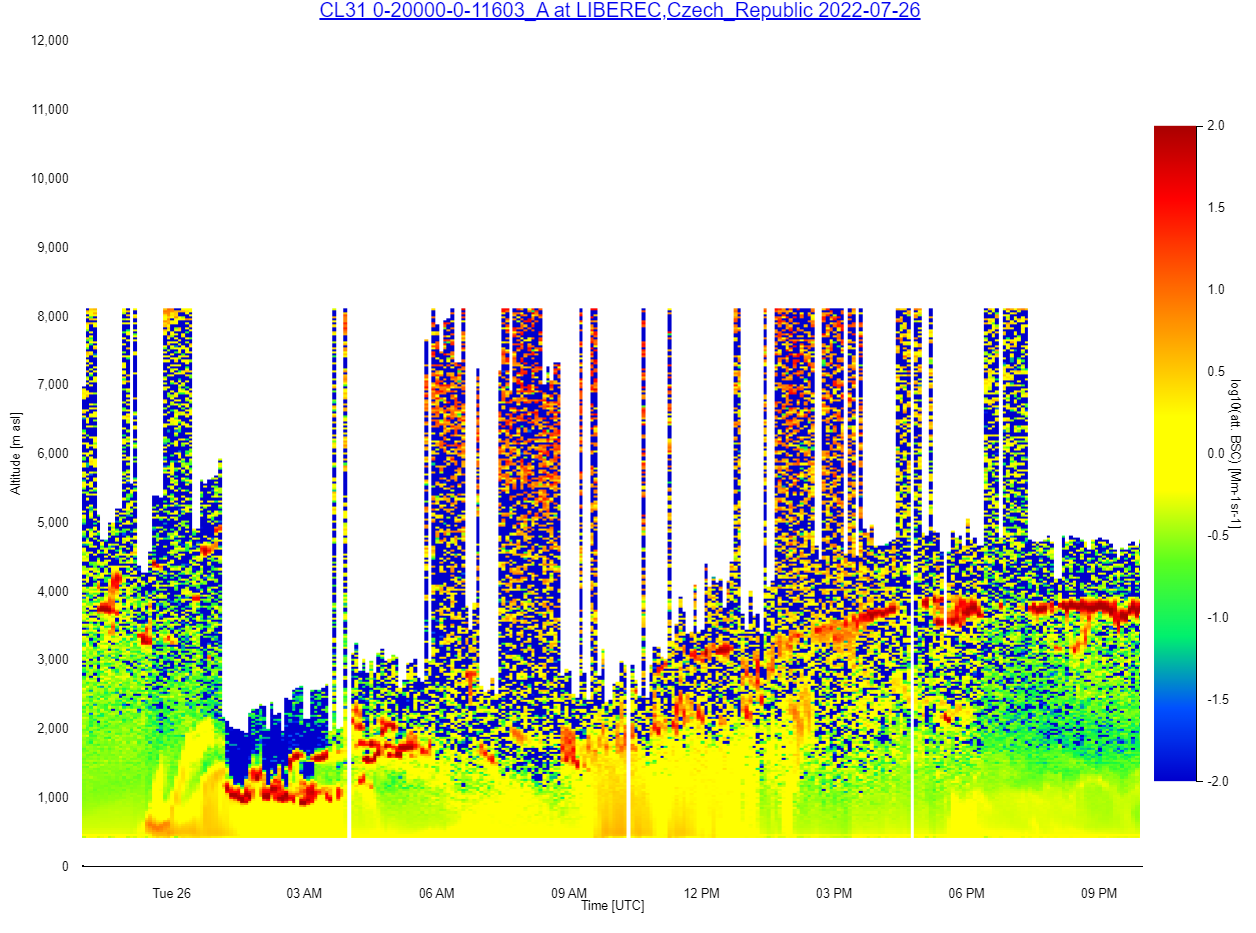 CL31 0-20000-0-11603_A at LIBEREC,Czech_Republic 2022-07-26
12,000
11,000
10,000
9,000
8,000
7,000
6,000
5,000
4,000
3,000
2,000
1,000
0
Altitude [m asl]
Tue 26
03 AM
06 AM
09 AM
12 PM
03 PM
06 PM
09 PM
Time [UTC]
2.0
1.5
1.0
0.5
0.0
-0.5
-1.0
-1.5
-2.0
log10(att. BSC) [Mm-1sr-1]